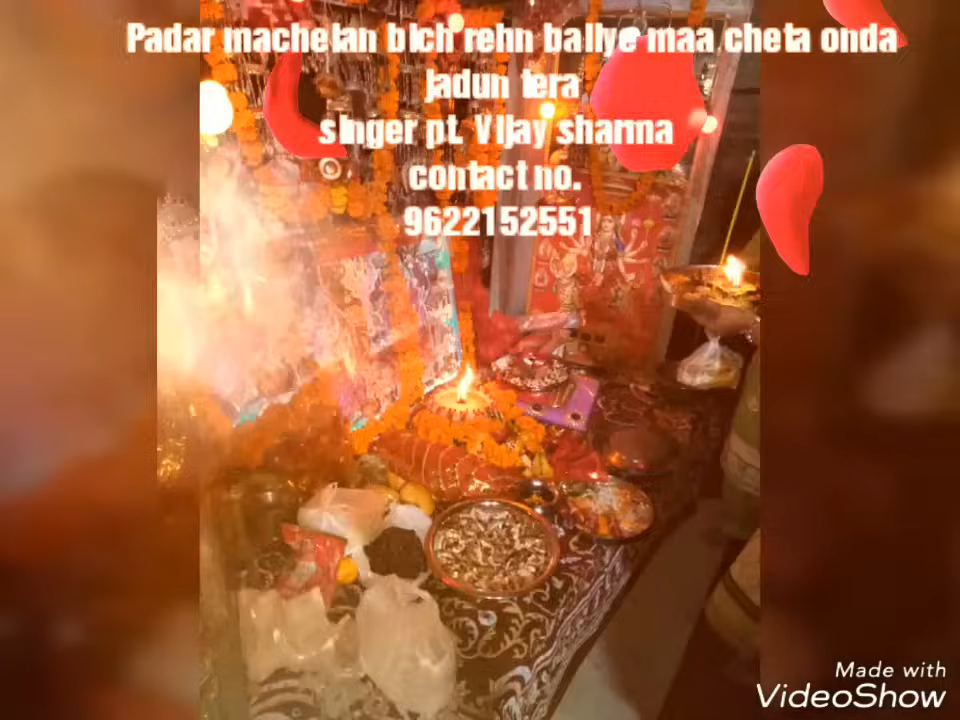 Padar machelan bich rehn baliye maa cheta onda
jadun tera
singer pt. Vijay sharma
contact no.
9622152551
Made with
VideoShow